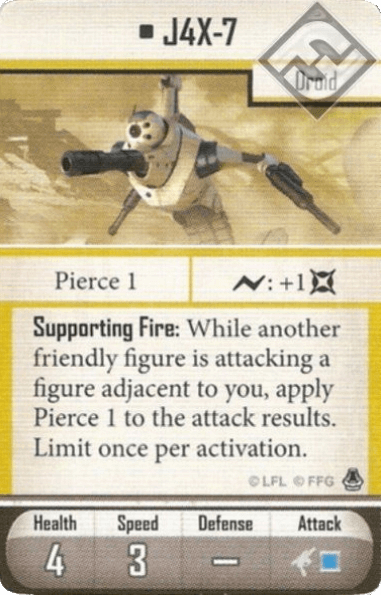 J4X-7
Droid
Pierce 1
: +1
Supporting Fire: While another
friendly figure is attacking a
figure adjacent to you, apply
Pierce 1 to the attack results.
Limit once per activation.
© LFL © FFG
Health Speed Defense Attack
4 3 –